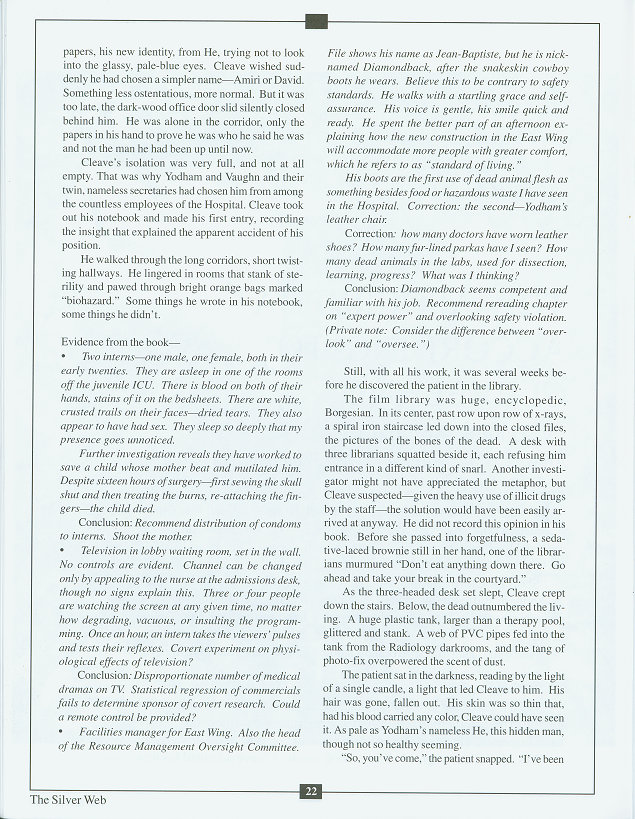 papers, his new identity, from He, trying not to look
into the glassy, pale-blue eyes. Cleave wished sud-
denly he had chosen a simpler name—Amiri or David.
Something less ostentatious, more normal. But it was
too late, the dark-wood office door slid silently closed
behind him. He was alone in the corridor, only the
papers in his hand to prove he was who he said he was
and not the man he had been up until now.
Cleave's isolation was very full, and not at all
empty. That was why Yodham and Vaughn and their
twin, nameless secretaries had chosen him from among
the countless employees of the Hospital. Cleave took
out his notebook and made his first entry, recording
the insight that explained the apparent accident of his
position.
He walked through the long corridors, short twist-
ing hallways. He lingered in rooms that stank of ste-
rility and pawed through bright orange bags marked
"biohazard." Some things he wrote in his notebook,
some things he didn't.
Evidence from the book—
• Two interns—one male, one female, both in their
early twenties. They are asleep in one of the rooms
off the juvenile ICU. There is blood on both of their
hands, stains of it on the bedsheets. There are white,
crusted trails on their faces—dried tears. They also
appear to have had sex. They sleep so deeply that my
presence goes unnoticed.
Further investigation reveals they have worked to
save a child whose mother beat and mutilated him.
Despite sixteen hours of surgery—first sewing the skull
shut and then treating the burns, re-attaching the fin-
gers—the child died.
Conclusion: Recommend distribution of condoms
to interns. Shoot the mother.
• Television in lobby waiting room, set in the wall.
No controls are evident. Channel can be changed
only by appealing to the nurse at the admissions desk,
though no signs explain this. Three or four people
are watching the screen at any given time, no matter
how degrading, vacuous, or insulting the program-
ming. Once an hour, an intern takes the viewers' pulses
and tests their reflexes. Covert experiment on physi-
ological effects of television?
Conclusion: Disproportionate number of medical
dramas on TV. Statistical regression of commercials
fails to determine sponsor of covert research. Could
a remote control be provided?
• Facilities manager for East Wing. Also the head
of the Resource Management Oversight Committee.
File shows his name as Jean-Baptiste, but he is nick-
named Diamondback, after the snakeskin cowboy
boots he wears. Believe this to be contrary to safety
standards. He walks with a startling grace and self-
assurance. His voice is gentle, his smile quick and
ready. He spent the better part of an afternoon ex-
plaining how the new construction in the East Wing
will accommodate more people with greater comfort,
which he refers to as "standard of living."
His boots are the first use of dead animal flesh as
something besides food or hazardous waste I have seen
in the Hospital. Correction: the second—Yodham's
leather chair.
Correction: how many doctors have worn leather
shoes? How many fur-lined parkas have I seen? How
many dead animals in the labs, used for dissection,
learning, progress? What was I thinking?
Conclusion: Diamondback seems competent and
familiar with his job. Recommend rereading chapter
on "expert power" and overlooking safety violation.
(Private note: Consider the difference between "over-
look" and "oversee.")
Still, with all his work, it was several weeks be-
fore he discovered the patient in the library.
The film library was huge, encyclopedic,
Borgesian. In its center, past row upon row of x-rays,
a spiral iron staircase led down into the closed files,
the pictures of the bones of the dead. A desk with
three librarians squatted beside it, each refusing him
entrance in a different kind of snarl. Another investi-
gator might not have appreciated the metaphor, but
Cleave suspected—given the heavy use of illicit drugs
by the staff—the solution would have been easily ar-
rived at anyway. He did not record this opinion in his
book. Before she passed into forgetfulness, a seda-
tive-laced brownie still in her hand, one of the librar-
ians murmured "Don't eat anything down there. Go
ahead and take your break in the courtyard."
As the three-headed desk set slept, Cleave crept
down the stairs. Below, the dead outnumbered the liv-
ing. A huge plastic tank, larger than a therapy pool,
glittered and stank. A web of PVC pipes fed into the
tank from the Radiology darkrooms, and the tang of
photo-fix overpowered the scent of dust.
The patient sat in the darkness, reading by the light
of a single candle, a light that led Cleave to him. His
hair was gone, fallen out. His skin was so thin that,
had his blood carried any color, Cleave could have seen
it. As pale as Yodham's nameless He, this hidden man,
though not so healthy seeming.
"So, you've come," the patient snapped. "I've been
22
The Silver Web